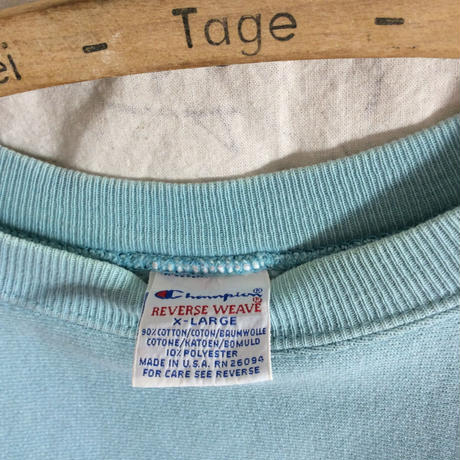 ei – Tage –
Champion®
REVERSE WEAVE®
X-LARGE
90% COTTON/COTON/BAUMWOLLE
COTONE/KATOEN/BOMULD
10% POLYESTER
MADE IN U.S.A. RN 26094
FOR CARE SEE REVERSE